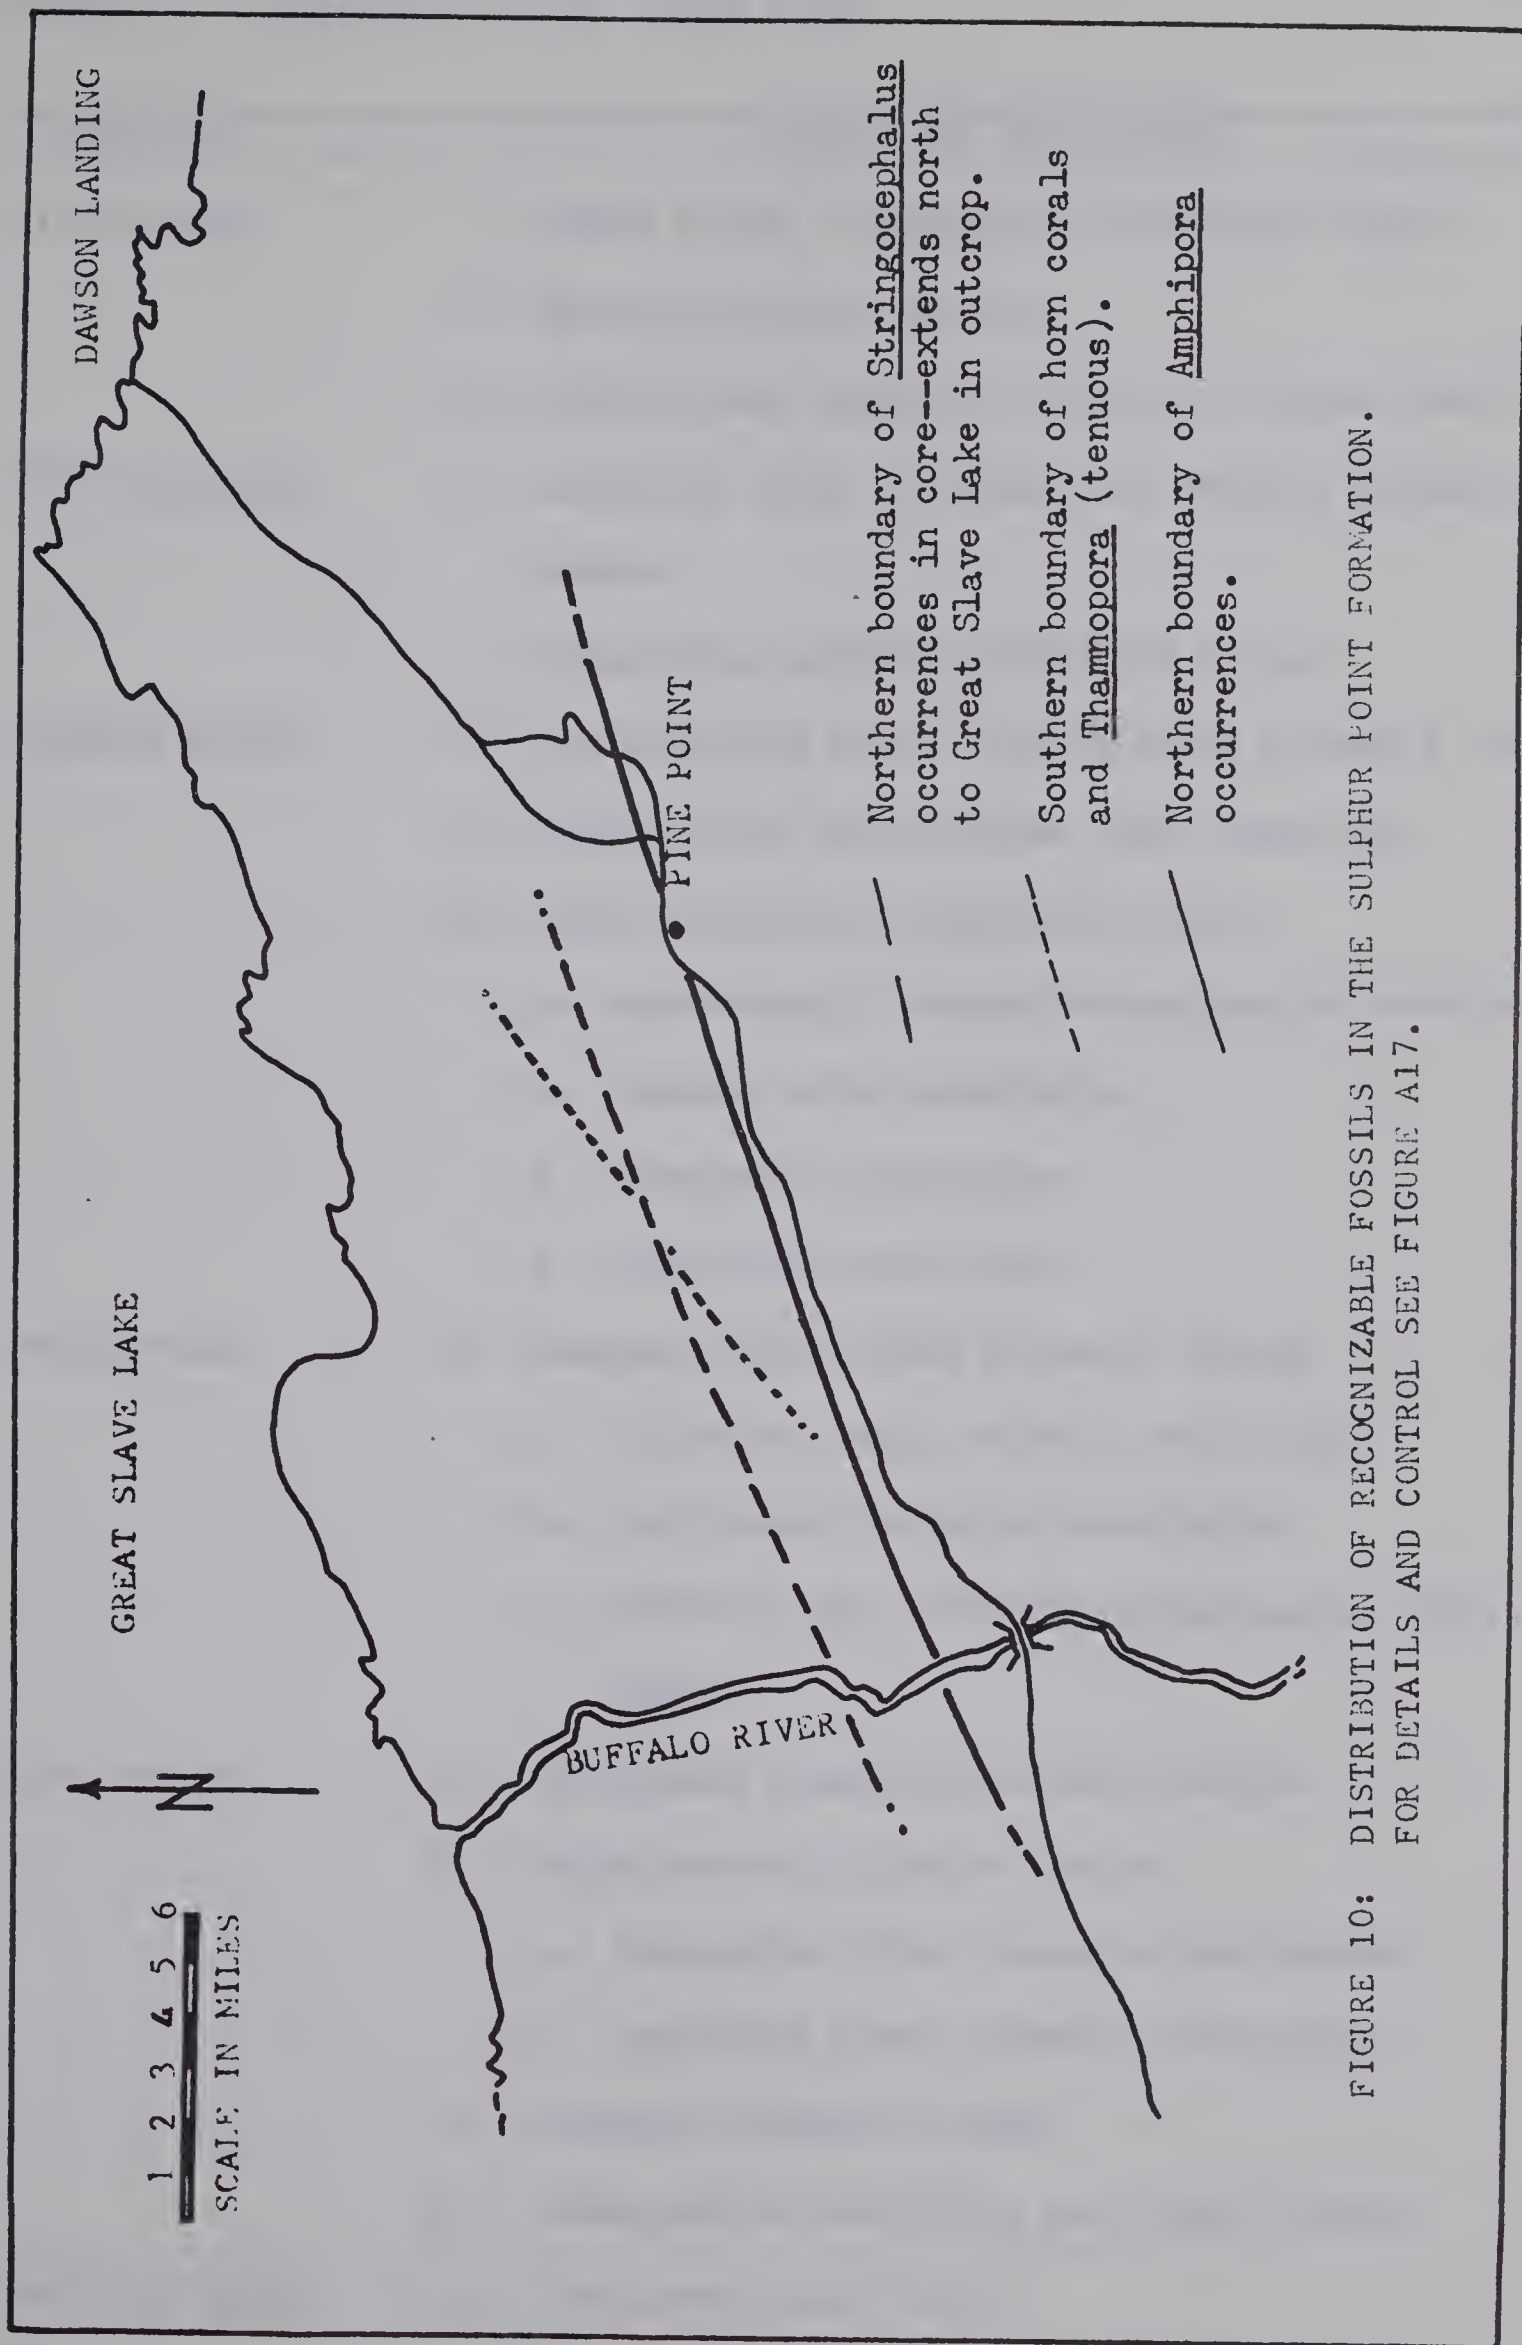 1 2 3 4 5 6
SCALE IN MILES
N
GREAT SLAVE LAKE
DAWSON LANDING
BUFFALO RIVER
PINE POINT
Northern boundary of Stringocephalus
occurrences in core--extends north
to Great Slave Lake in outcrop.
Southern boundary of horn corals
and Thamnopora (tenuous).
Northern boundary of Amphipora
occurrences.
FIGURE 10: DISTRIBUTION OF RECOGNIZABLE FOSSILS IN THE SULPHUR POINT FORMATION.
FOR DETAILS AND CONTROL SEE FIGURE A17.